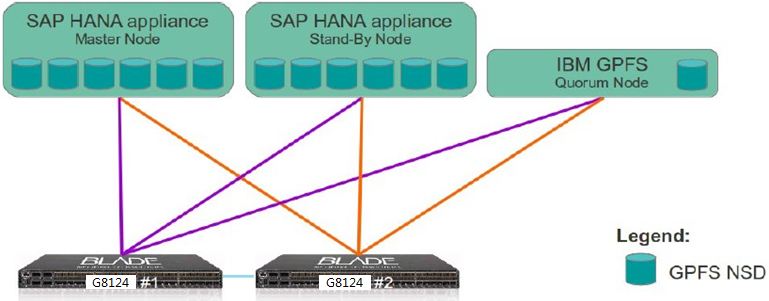 SAP HANA appliance
Master Node
SAP HANA appliance
Stand-By Node
IBM GPFS
Quorum Node
BLADE
G8124 #1
BLADE
G8124 #2
Legend:
GPFS NSD